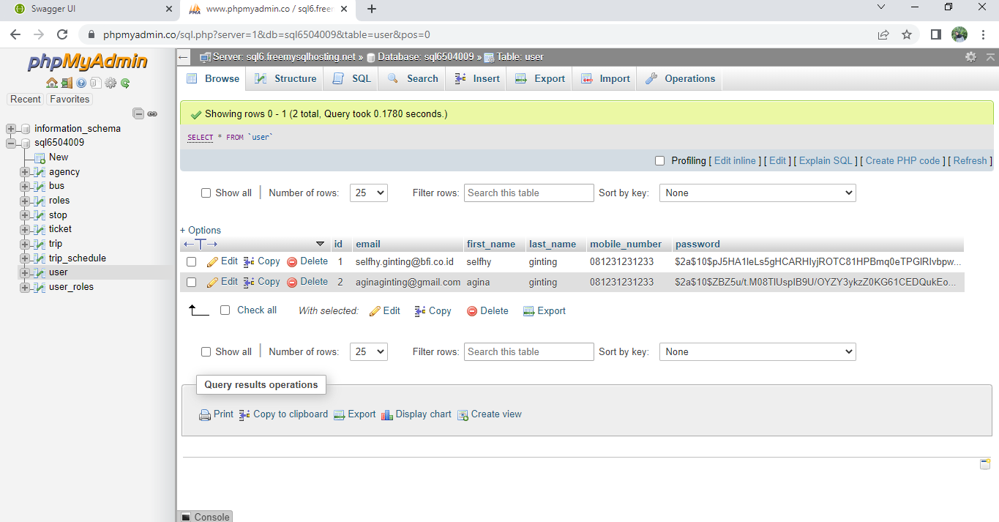 Swagger UI
www.phpmyadmin.co / sql6.freem
phpmyadmin.co/sql.php?server=1&db=sql6504009&table=user&pos=0
phpMyAdmin
Recent Favorites
information_schema
sql6504009
New
agency
bus
roles
stop
ticket
trip
trip_schedule
user
user_roles
Server: sql6.freemysqlhosting.net » Database: sql6504009 » Table: user
Browse Structure SQL Search Insert Export Import Operations
Showing rows 0 - 1 (2 total, Query took 0.1780 seconds.)
SELECT * FROM `user`
Profiling [ Edit inline ] [ Edit ] [ Explain SQL ] [ Create PHP code ] [ Refresh ]
Show all Number of rows: 25 Filter rows: Search this table Sort by key: None
+ Options
id email first_name last_name mobile_number password
Edit Copy Delete 1 selfhy.ginting@bfi.co.id selfhy ginting 081231231233 $2a$10$pJ5HA1leLs5gHCARHIyjROTC81HPBmq0eTPGIRIvbpw...
Edit Copy Delete 2 aginaginting@gmail.com agina ginting 081231231233 $2a$10$ZBZ5u/t.M08TlUspIB9U/OYZY3ykzZ0KG61CEDQukEo...
Check all With selected: Edit Copy Delete Export
Show all Number of rows: 25 Filter rows: Search this table Sort by key: None
Query results operations
Print Copy to clipboard Export Display chart Create view
Console